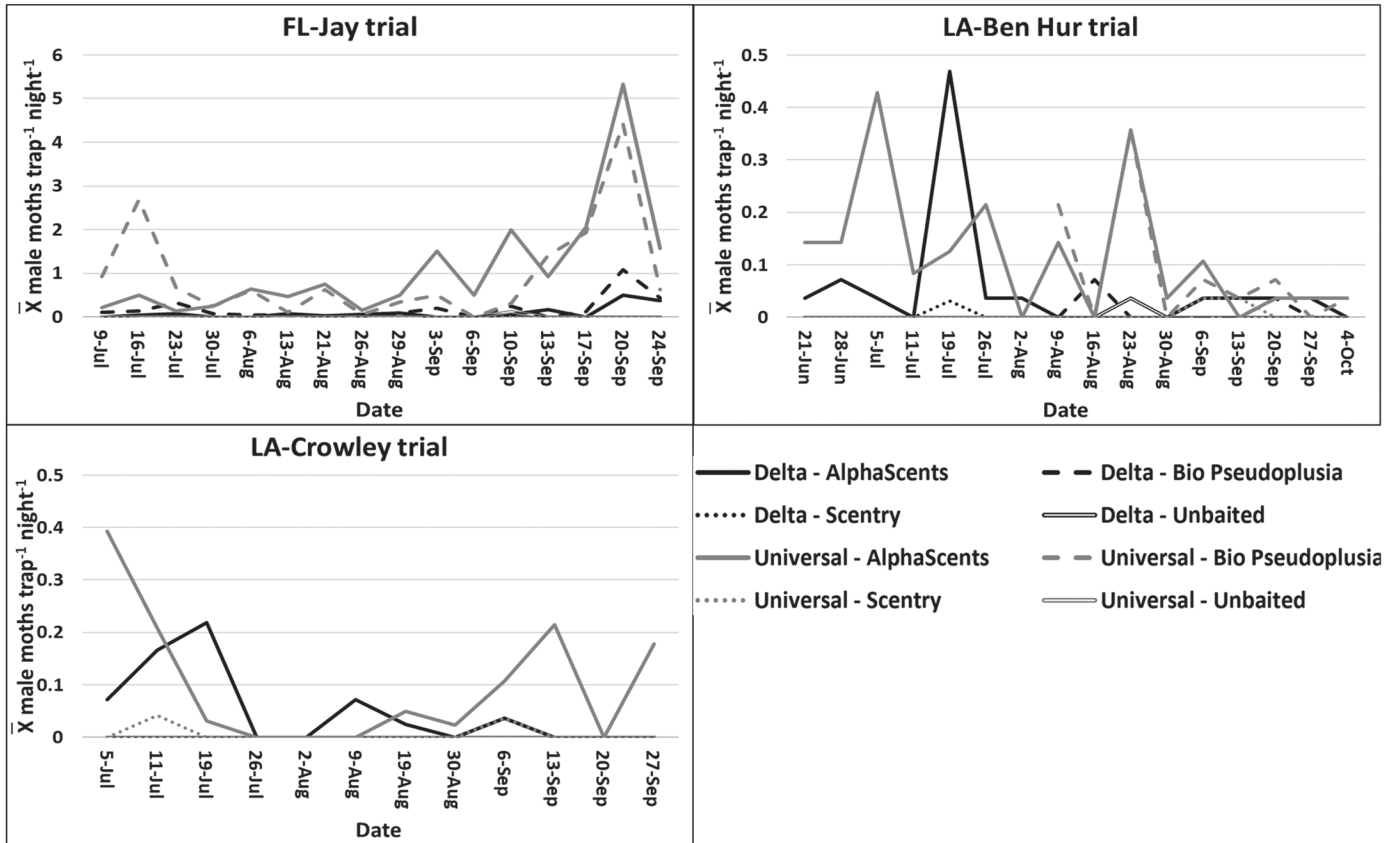 FL-Jay trial
X̄ male moths trap⁻¹ night⁻¹
6
5
4
3
2
1
0
9-Jul
16-Jul
23-Jul
30-Jul
6-Aug
13-Aug
21-Aug
26-Aug
29-Aug
3-Sep
6-Sep
10-Sep
13-Sep
17-Sep
20-Sep
24-Sep
Date
LA-Ben Hur trial
X̄ male moths trap⁻¹ night⁻¹
0.5
0.4
0.3
0.2
0.1
0
21-Jun
28-Jun
5-Jul
11-Jul
19-Jul
26-Jul
2-Aug
9-Aug
16-Aug
23-Aug
30-Aug
6-Sep
13-Sep
20-Sep
27-Sep
4-Oct
Date
LA-Crowley trial
X̄ male moths trap⁻¹ night⁻¹
0.5
0.4
0.3
0.2
0.1
0
5-Jul
11-Jul
19-Jul
26-Jul
2-Aug
9-Aug
19-Aug
30-Aug
6-Sep
13-Sep
20-Sep
27-Sep
Date
Delta - AlphaScents
Delta - Bio Pseudoplusia
Delta - Scentry
Delta - Unbaited
Universal - AlphaScents
Universal - Bio Pseudoplusia
Universal - Scentry
Universal - Unbaited